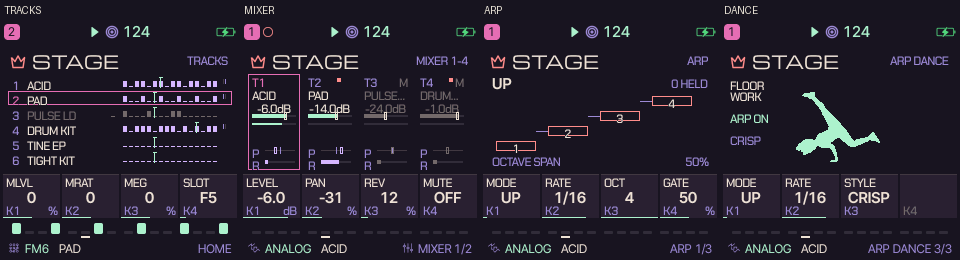 TRACKS
2
124
STAGE
TRACKS
1 ACID
2 PAD
3 PULSE LD
4 DRUM KIT
5 TINE EP
6 TIGHT KIT
MLVL 0 K1 %
MRAT 0 K2 %
MEG 0 K3 %
SLOT F5 K4
FM6 PAD HOME
MIXER
1
124
STAGE
MIXER 1-4
T1 T2 T3 M T4 M
ACID PAD PULSE... DRUM...
-6.0dB -14.0dB -24.0dB -1.0dB
P P P P
R R R R
LEVEL -6.0 K1 dB
PAN -31 K2 %
REV 12 K3 %
MUTE OFF K4
ANALOG ACID MIXER 1/2
ARP
1
124
STAGE
ARP
UP 0 HELD
4
3
2
1
OCTAVE SPAN 50%
MODE UP K1
RATE 1/16 K2
OCT 4 K3
GATE 50 K4 %
ANALOG ACID ARP 1/3
DANCE
1
124
STAGE
ARP DANCE
FLOOR
WORK
ARP ON
CRISP
MODE UP K1
RATE 1/16 K2
STYLE CRISP K3
K4
ANALOG ACID ARP DANCE 3/3